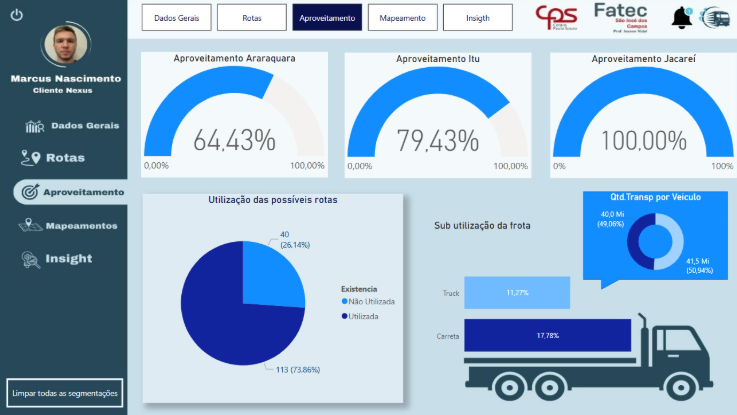 Marcus Nascimento
Cliente Nexus
Dados Gerais
Rotas
Aproveitamento
Mapeamentos
Insight
Limpar todas as segmentações
Dados Gerais
Rotas
Aproveitamento
Mapeamento
Insigth
CPS
Centro
Paula Souza
Fatec
São José dos
Campos
Prof. Jessen Vidal
Aproveitamento Araraquara
64,43%
0,00%
100,00%
Aproveitamento Itu
79,43%
0,00%
100,00%
Aproveitamento Jacareí
100,00%
0%
100%
Utilização das possíveis rotas
40
(26.14%)
113 (73.86%)
Existencia
Não Utilizada
Utilizada
Sub utilização da frota
Truck
11,27%
Carreta
17,78%
Qtd.Transp por Veiculo
40,0 Mi
(49,06%)
41,5 Mi
(50,94%)